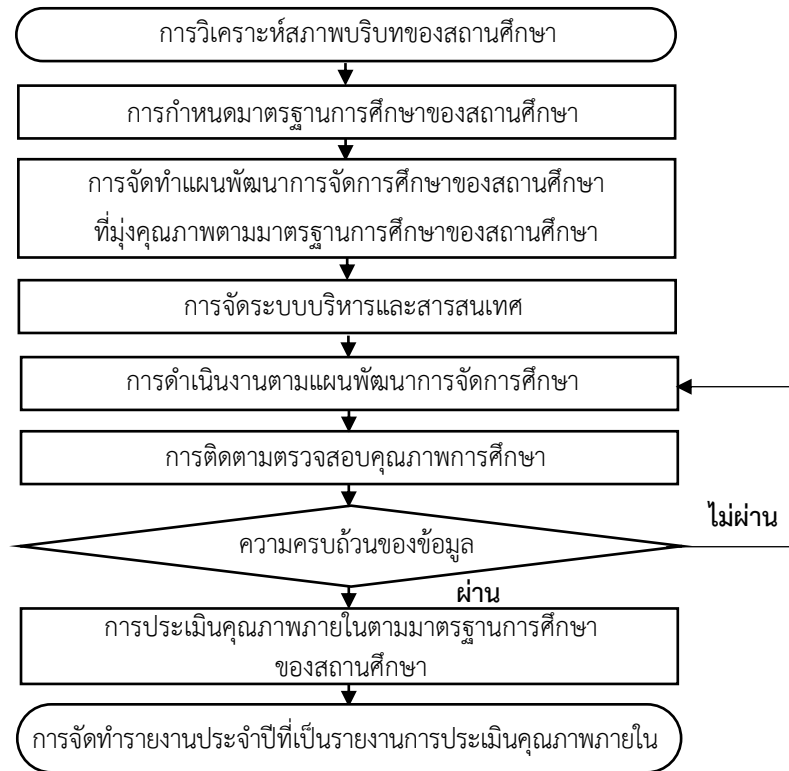 การวิเคราะห์สภาพบริบทของสถานศึกษา
การกำหนดมาตรฐานการศึกษาของสถานศึกษา
การจัดทำแผนพัฒนาการจัดการศึกษาของสถานศึกษา
ที่มุ่งคุณภาพตามมาตรฐานการศึกษาของสถานศึกษา
การจัดระบบบริหารและสารสนเทศ
การดำเนินงานตามแผนพัฒนาการจัดการศึกษา
การติดตามตรวจสอบคุณภาพการศึกษา
ไม่ผ่าน
ความครบถ้วนของข้อมูล
ผ่าน
การประเมินคุณภาพภายในตามมาตรฐานการศึกษา
ของสถานศึกษา
การจัดทำรายงานประจำปีที่เป็นรายงานการประเมินคุณภาพภายใน